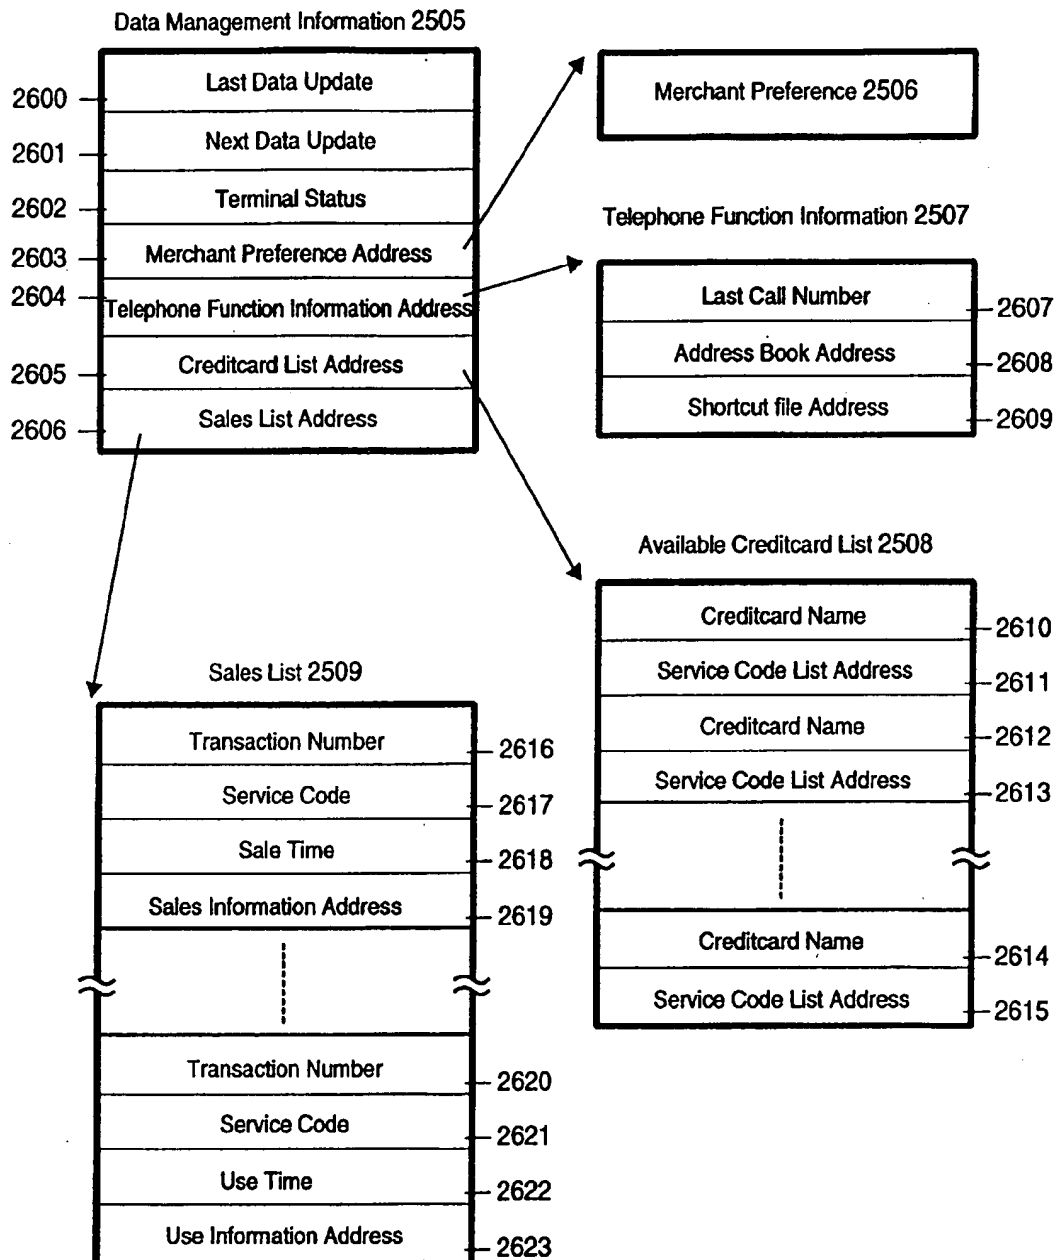 Data Management Information 2505
2600
Last Data Update
2601
Next Data Update
2602
Terminal Status
2603
Merchant Preference Address
2604
Telephone Function Information Address
2605
Creditcard List Address
2606
Sales List Address
Merchant Preference 2506
Telephone Function Information 2507
Last Call Number
2607
Address Book Address
2608
Shortcut file Address
2609
Available Creditcard List 2508
Creditcard Name
2610
Service Code List Address
2611
Creditcard Name
2612
Service Code List Address
2613
Creditcard Name
2614
Service Code List Address
2615
Sales List 2509
Transaction Number
2616
Service Code
2617
Sale Time
2618
Sales Information Address
2619
Transaction Number
2620
Service Code
2621
Use Time
2622
Use Information Address
2623